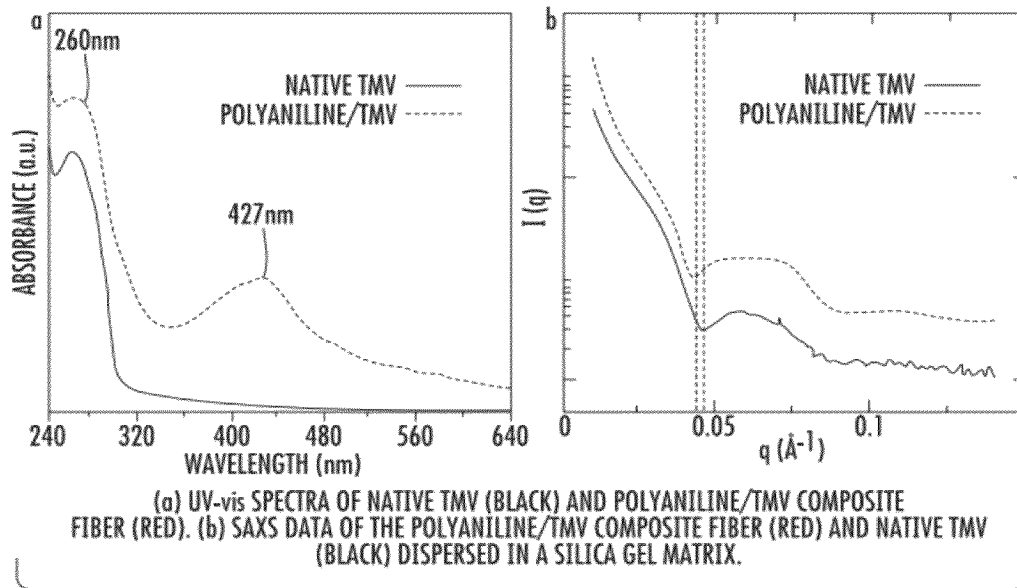 a
260nm
NATIVE TMV
POLYANILINE/TMV
427nm
ABSORBANCE (a.u.)
240 320 400 480 560 640
WAVELENGTH (nm)
b
NATIVE TMV
POLYANILINE/TMV
I (q)
0 0.05 0.1
q (Å-1)
(a) UV-vis SPECTRA OF NATIVE TMV (BLACK) AND POLYANILINE/TMV COMPOSITE
FIBER (RED). (b) SAXS DATA OF THE POLYANILINE/TMV COMPOSITE FIBER (RED) AND NATIVE TMV
(BLACK) DISPERSED IN A SILICA GEL MATRIX.